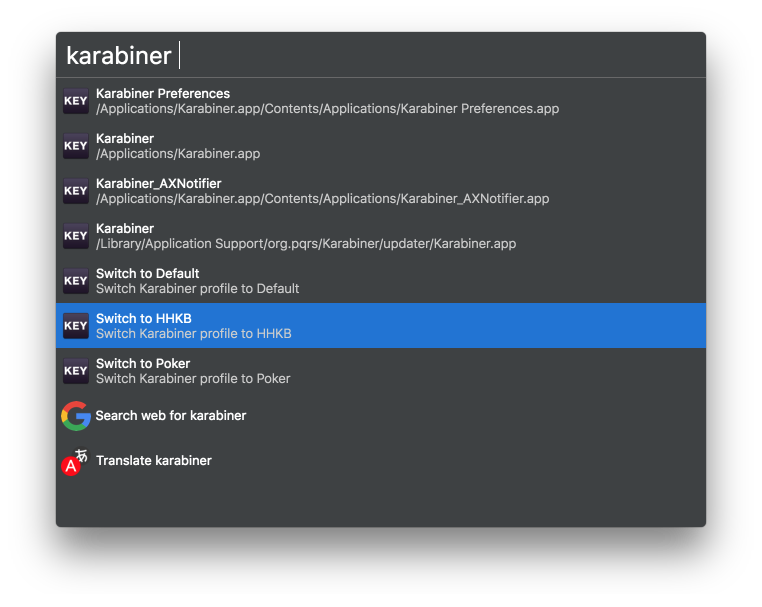 karabiner
KEY
Karabiner Preferences
/Applications/Karabiner.app/Contents/Applications/Karabiner Preferences.app
KEY
Karabiner
/Applications/Karabiner.app
KEY
Karabiner_AXNotifier
/Applications/Karabiner.app/Contents/Applications/Karabiner_AXNotifier.app
KEY
Karabiner
/Library/Application Support/org.pqrs/Karabiner/updater/Karabiner.app
KEY
Switch to Default
Switch Karabiner profile to Default
KEY
Switch to HHKB
Switch Karabiner profile to HHKB
KEY
Switch to Poker
Switch Karabiner profile to Poker
G
Search web for karabiner
A あ
Translate karabiner